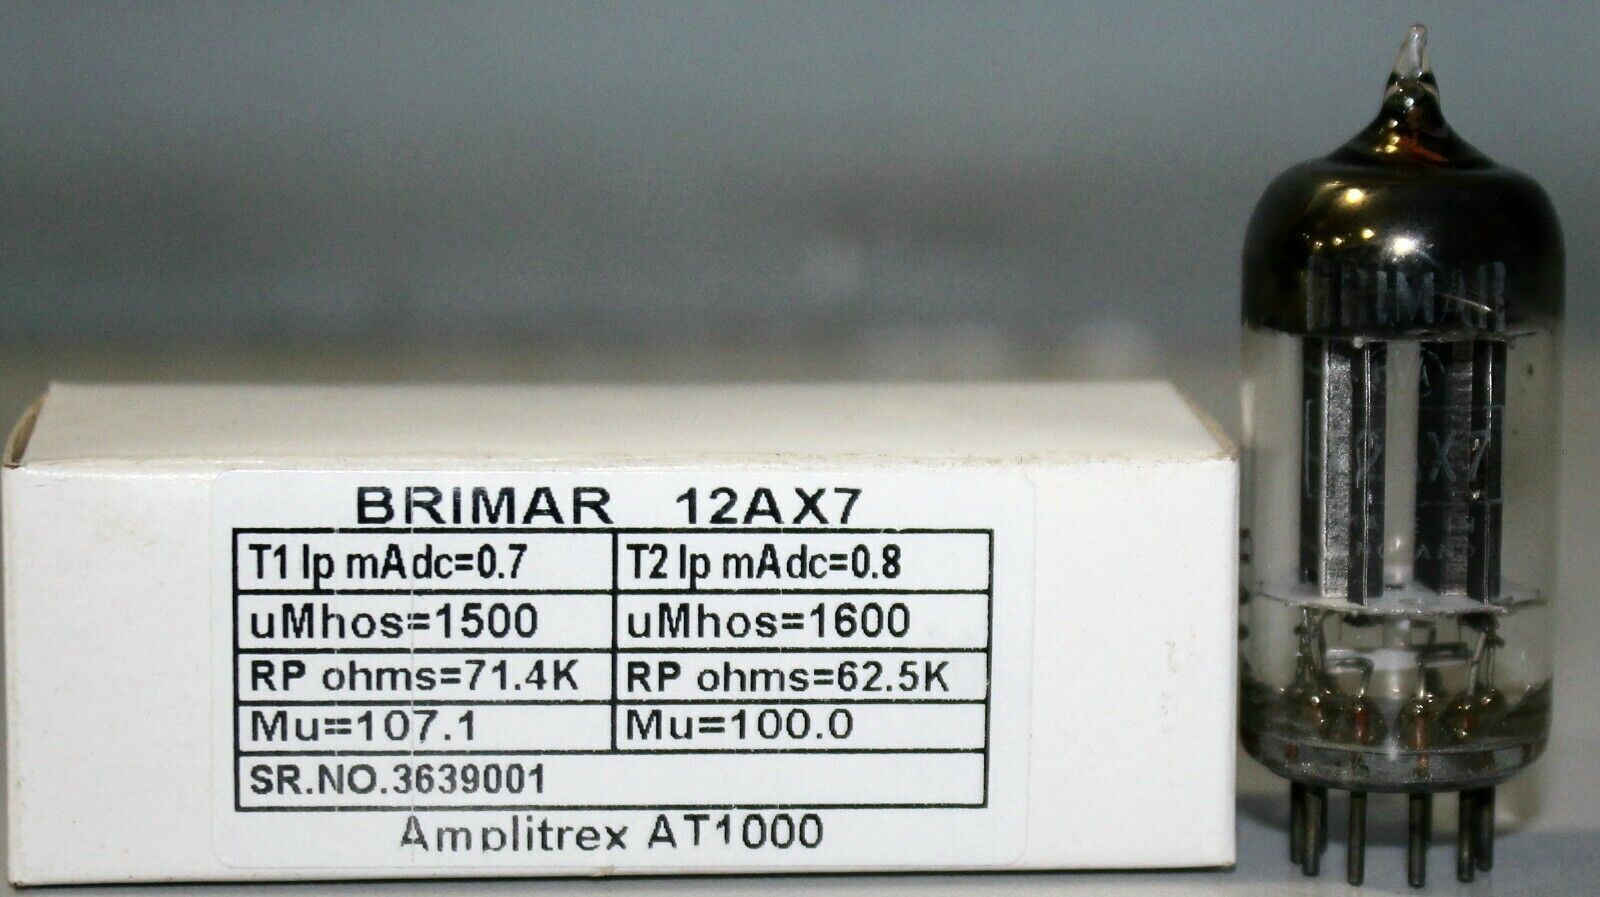 BRIMAR 12AX7
T1 Ip mAdc=0.7 T2 Ip mAdc=0.8
uMhos=1500 uMhos=1600
RP ohms=71.4K RP ohms=62.5K
Mu=107.1 Mu=100.0
SR.NO.3639001
Amplitrex AT1000
BRIMAR
X7